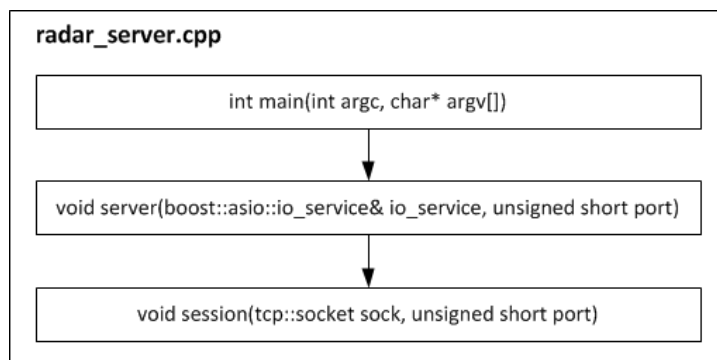 radar_server.cpp
int main(int argc, char* argv[])
void server(boost::asio::io_service& io_service, unsigned short port)
void session(tcp::socket sock, unsigned short port)